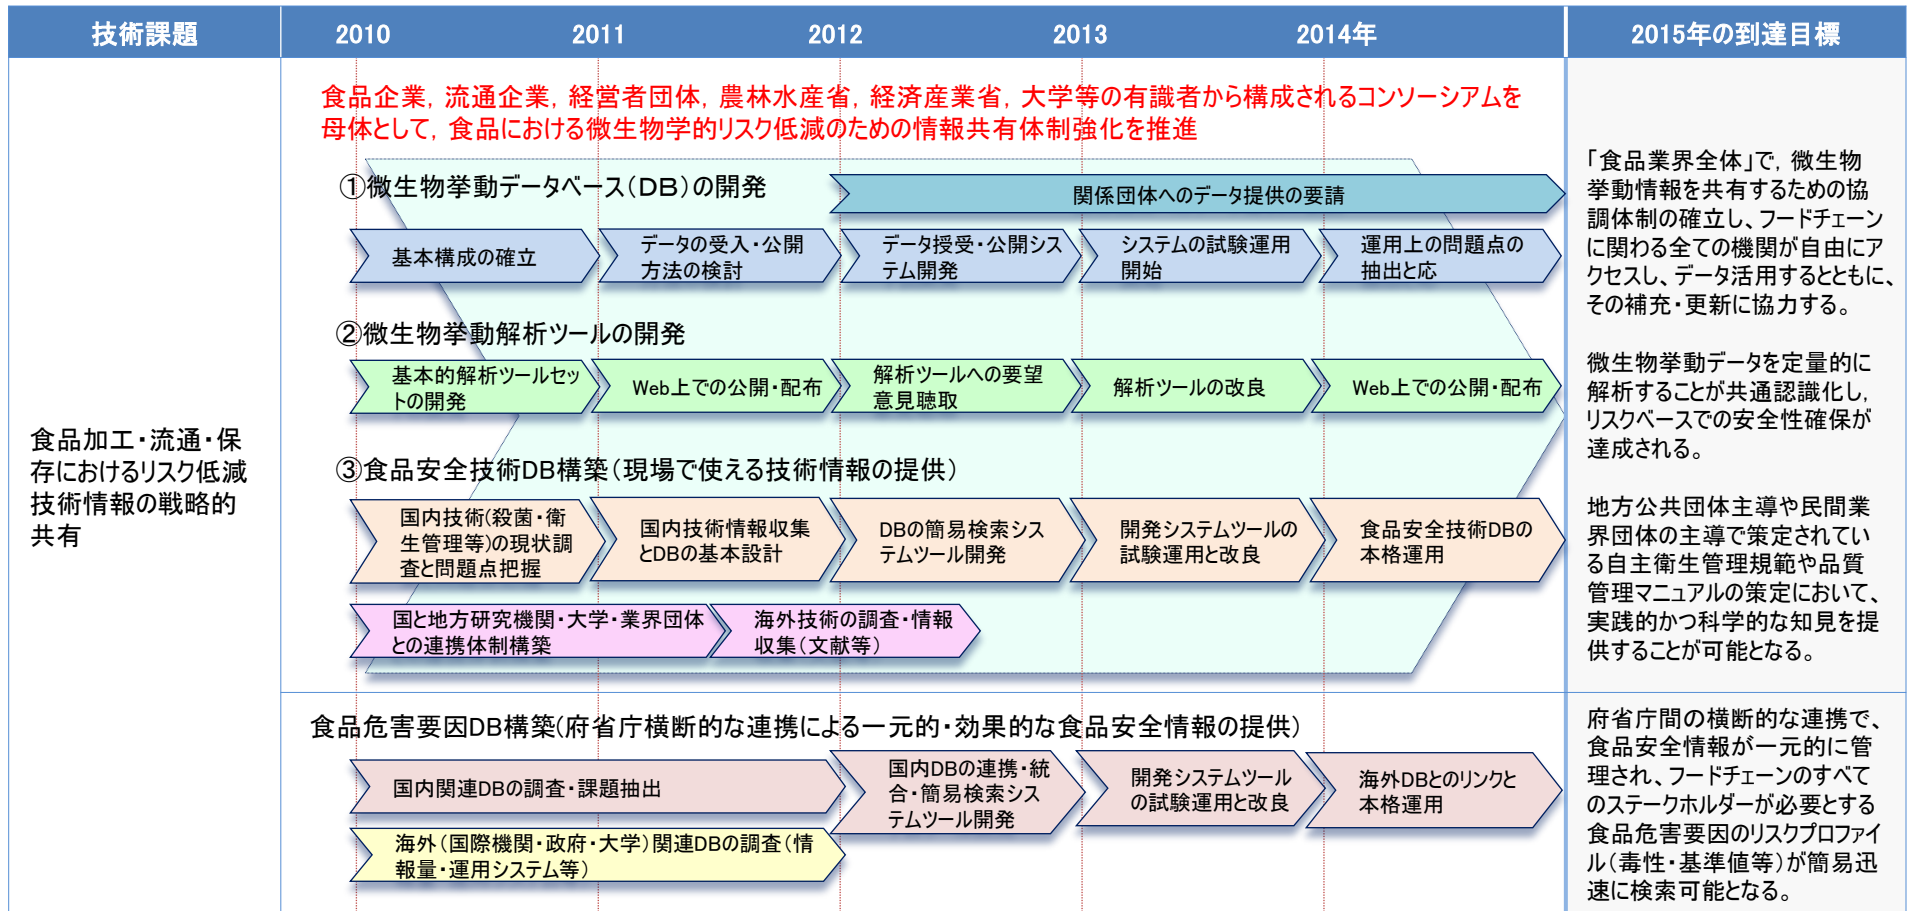 技術課題
2010
2011
2012
2013
2014年
2015年の到達目標
食品加工・流通・保
存におけるリスク低減
技術情報の戦略的
共有
食品企業，流通企業，経営者団体，農林水産省，経済産業省，大学等の有識者から構成されるコンソーシアムを
母体として，食品における微生物学的リスク低減のための情報共有体制強化を推進
①微生物挙動データベース（DB）の開発
関係団体へのデータ提供の要請
基本構成の確立
データの受入・公開
方法の検討
データ授受・公開シス
テム開発
システムの試験運用
開始
運用上の問題点の
抽出と応
②微生物挙動解析ツールの開発
基本的解析ツールセッ
トの開発
Web上での公開・配布
解析ツールへの要望
意見聴取
解析ツールの改良
Web上での公開・配布
③食品安全技術DB構築（現場で使える技術情報の提供）
国内技術(殺菌・衛
生管理等)の現状調
査と問題点把握
国内技術情報収集
とDBの基本設計
DBの簡易検索シス
テムツール開発
開発システムツールの
試験運用と改良
食品安全技術DBの
本格運用
国と地方研究機関・大学・業界団体
との連携体制構築
海外技術の調査・情報
収集（文献等）
「食品業界全体」で，微生物
挙動情報を共有するための協
調体制の確立し、フードチェーン
に関わる全ての機関が自由にア
クセスし、データ活用するとともに、
その補充・更新に協力する。
微生物挙動データを定量的に
解析することが共通認識化し，
リスクベースでの安全性確保が
達成される。
地方公共団体主導や民間業
界団体の主導で策定されてい
る自主衛生管理規範や品質
管理マニュアルの策定において、
実践的かつ科学的な知見を提
供することが可能となる。
食品危害要因DB構築(府省庁横断的な連携による一元的・効果的な食品安全情報の提供）
国内関連DBの調査・課題抽出
国内DBの連携・統
合・簡易検索シス
テムツール開発
開発システムツール
の試験運用と改良
海外DBとのリンクと
本格運用
海外（国際機関・政府・大学）関連DBの調査（情
報量・運用システム等）
府省庁間の横断的な連携で、
食品安全情報が一元的に管
理され、フードチェーンのすべて
のステークホルダーが必要とする
食品危害要因のリスクプロファイ
ル（毒性・基準値等）が簡易迅
速に検索可能となる。